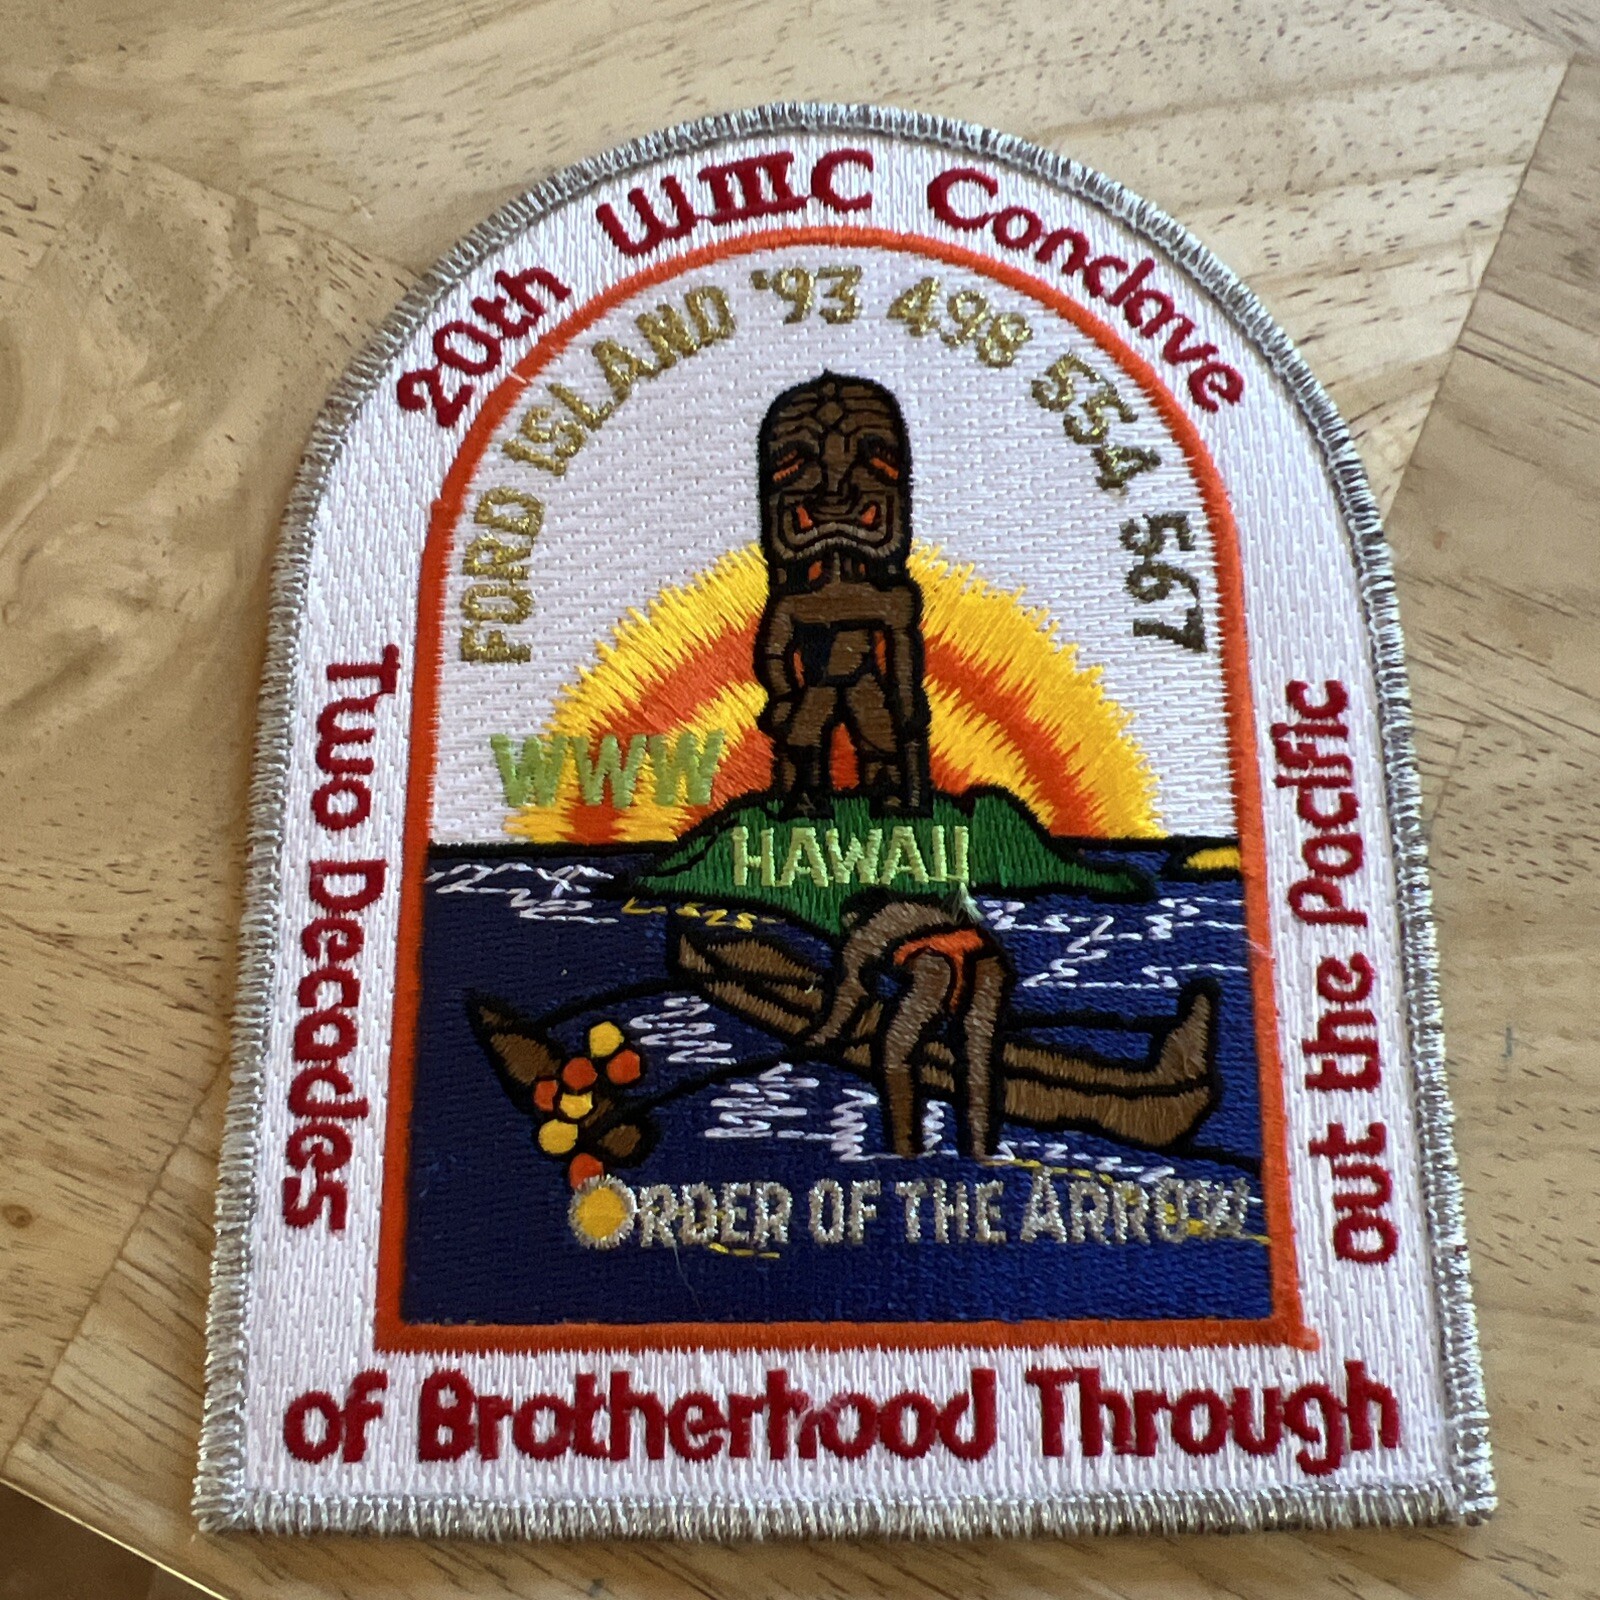 20th WIIIC Conclave
FORD ISLAND '93 498 554 567
WWW
HAWAII
ORDER OF THE ARROW
Two Decades
of Brotherhood Through
out the Pacific